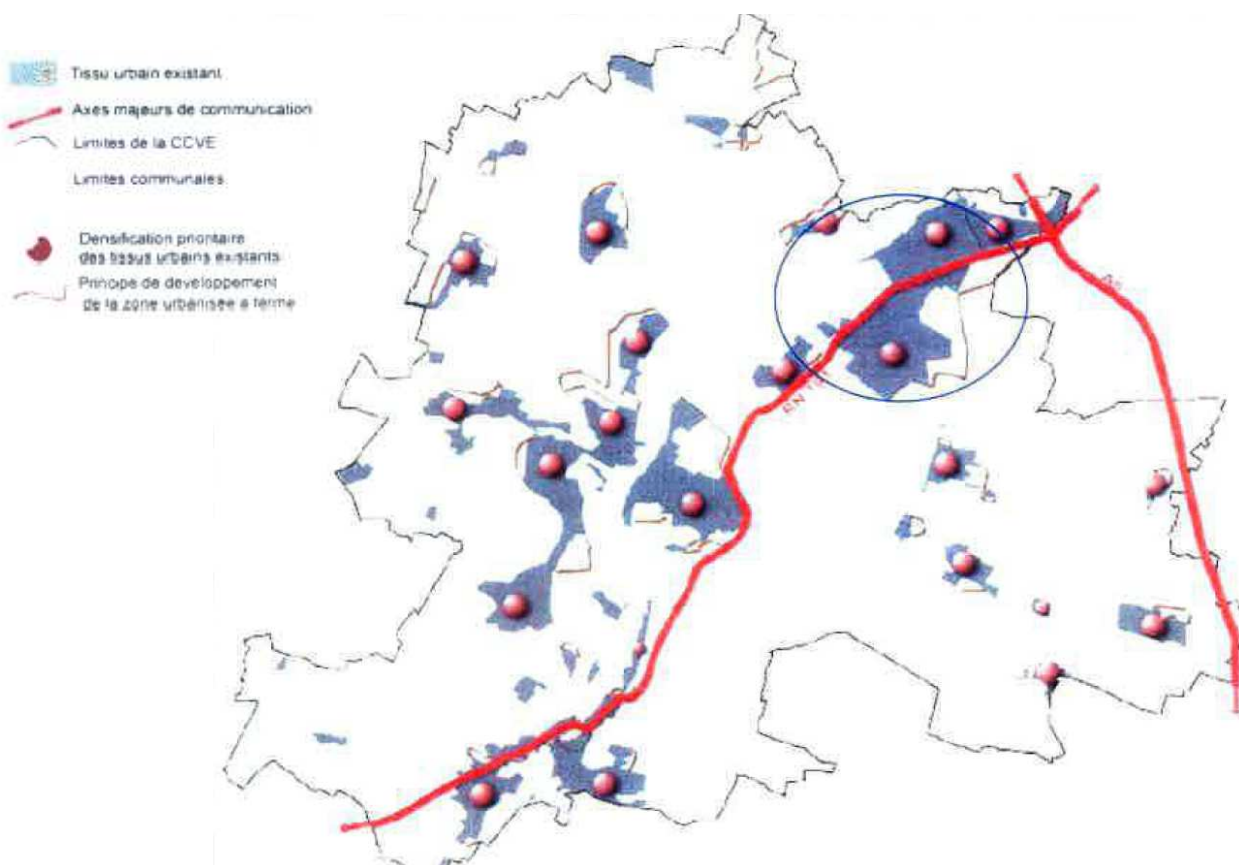 Tissu urbain existant
Axes majeurs de communication
Limites de la CCVE
Limites communales
Densification prioritaire
des tissus urbains existants
Principe de developpement
de la zone urbanisée à terme